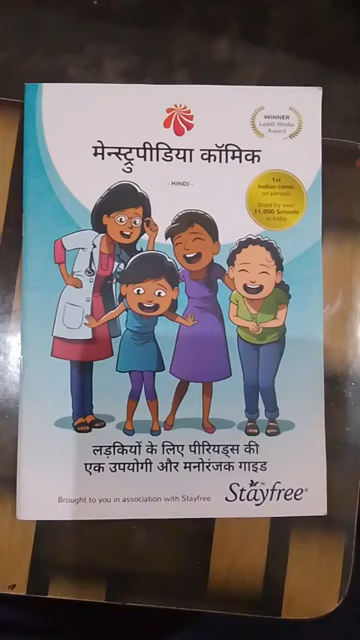 WINNER
Laadli Media
Award
मेन्स्ट्रुपीडिया कॉमिक
- HINDI -
1st
Indian comic
on periods
Used by over
11,000 Schools
in India
लड़कियों के लिए पीरियड्स की
एक उपयोगी और मनोरंजक गाइड
Brought to you in association with Stayfree
Stayfree®